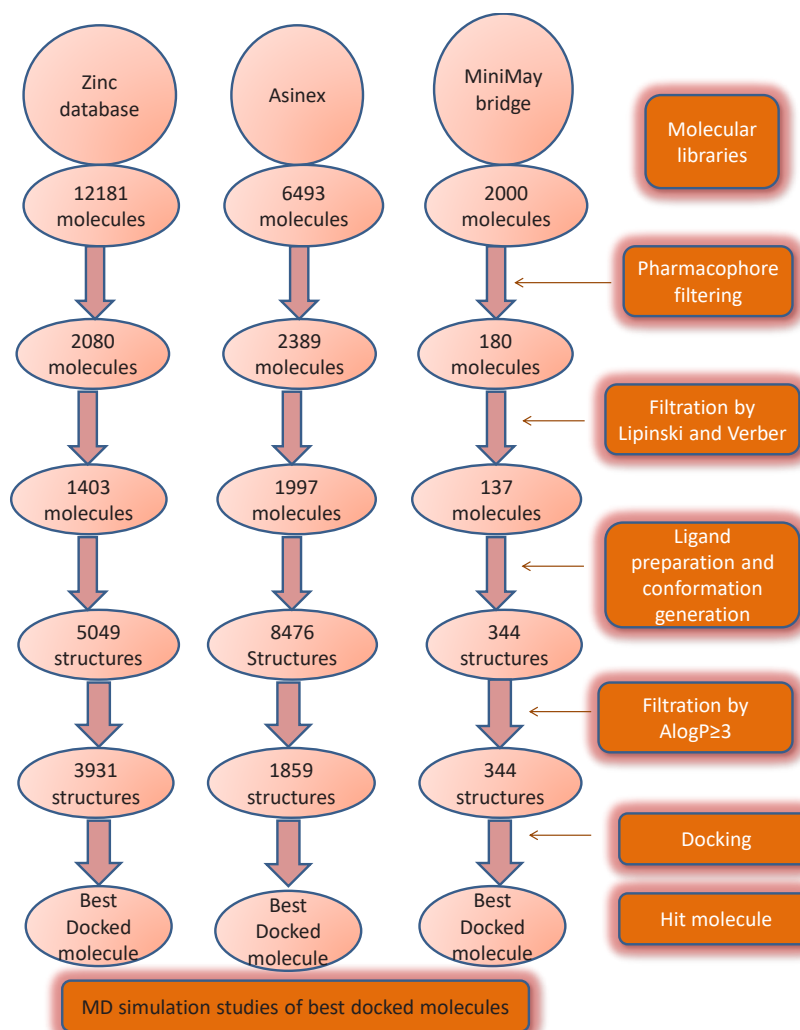 Zinc
database
Asinex
MiniMay
bridge
Molecular
libraries
12181
molecules
6493
molecules
2000
molecules
Pharmacophore
filtering
2080
molecules
2389
molecules
180
molecules
Filtration by
Lipinski and Verber
1403
molecules
1997
molecules
137
molecules
Ligand
preparation and
conformation
generation
5049
structures
8476
Structures
344
structures
Filtration by
AlogP≥3
3931
structures
1859
structures
344
structures
Docking
Best
Docked
molecule
Best
Docked
molecule
Best
Docked
molecule
Hit molecule
MD simulation studies of best docked molecules